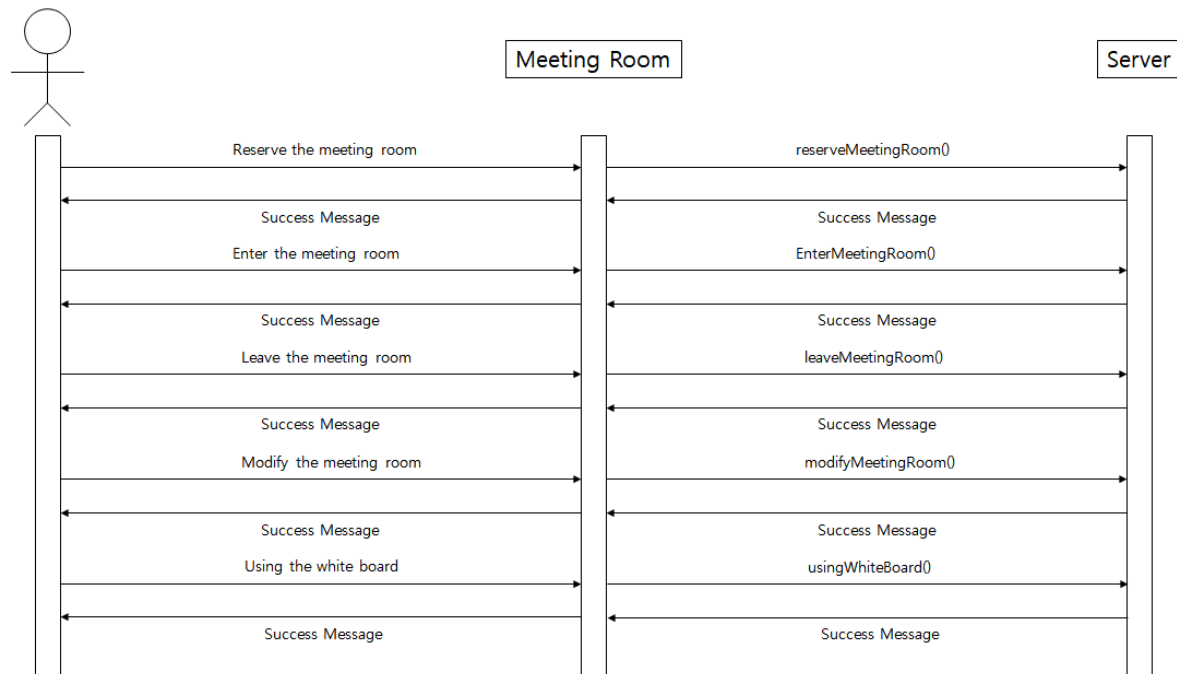 Meeting Room
Server
Reserve the meeting room
reserveMeetingRoom()
Success Message
Success Message
Enter the meeting room
EnterMeetingRoom()
Success Message
Success Message
Leave the meeting room
leaveMeetingRoom()
Success Message
Success Message
Modify the meeting room
modifyMeetingRoom()
Success Message
Success Message
Using the white board
usingWhiteBoard()
Success Message
Success Message